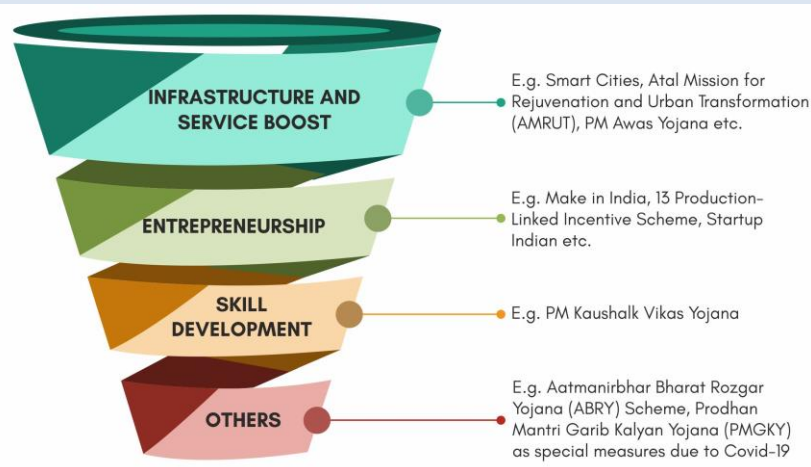 INFRASTRUCTURE AND
SERVICE BOOST
E.g. Smart Cities, Atal Mission for
Rejuvenation and Urban Transformation
(AMRUT), PM Awas Yojana etc.
ENTREPRENEURSHIP
E.g. Make in India, 13 Production-
Linked Incentive Scheme, Startup
Indian etc.
SKILL
DEVELOPMENT
E.g. PM Kaushalk Vikas Yojana
OTHERS
E.g. Aatmanirbhar Bharat Rozgar
Yojana (ABRY) Scheme, Prodhan
Mantri Garib Kalyan Yojana (PMGKY)
as special measures due to Covid-19